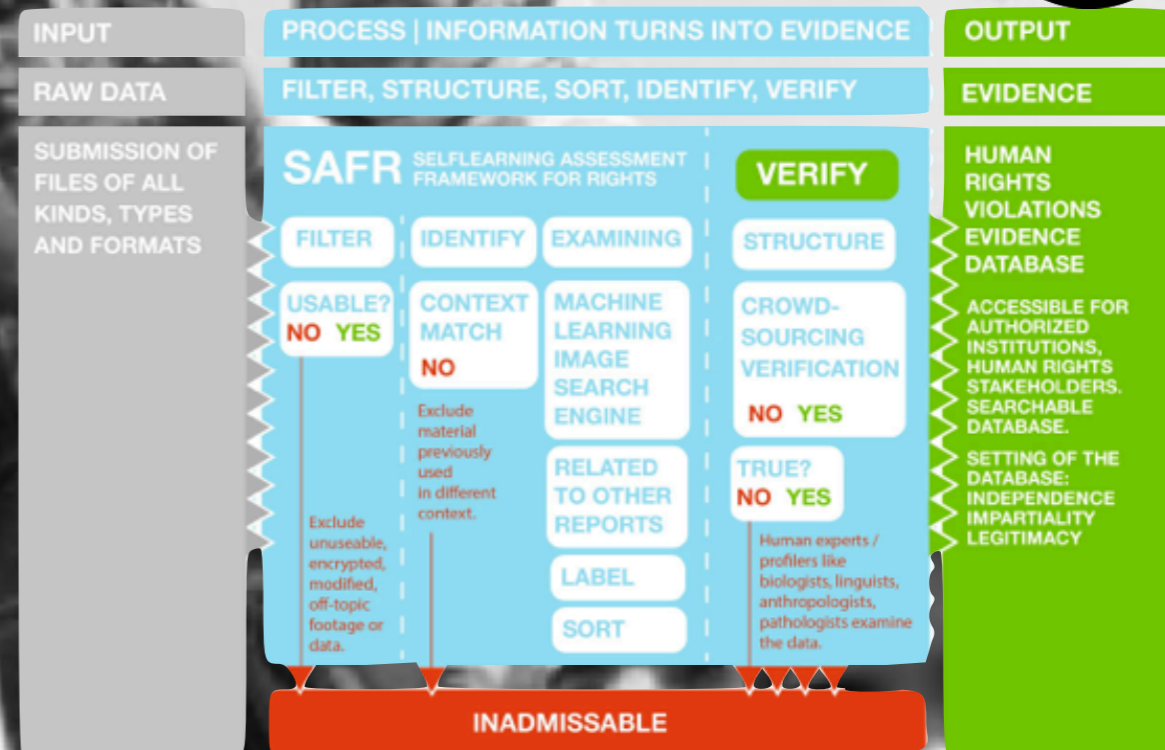 INPUT
PROCESS | INFORMATION TURNS INTO EVIDENCE
OUTPUT
RAW DATA
FILTER, STRUCTURE, SORT, IDENTIFY, VERIFY
EVIDENCE
SUBMISSION OF
FILES OF ALL
KINDS, TYPES
AND FORMATS
SAFR
SELFLEARNING ASSESSMENT
FRAMEWORK FOR RIGHTS
FILTER
USABLE?
NO YES
Exclude
unuseable,
encrypted,
modified,
off-topic
footage or
data.
IDENTIFY
CONTEXT
MATCH
NO
Exclude
material
previously
used
in different
context.
EXAMINING
MACHINE
LEARNING
IMAGE
SEARCH
ENGINE
RELATED
TO OTHER
REPORTS
LABEL
SORT
VERIFY
STRUCTURE
CROWD-
SOURCING
VERIFICATION
NO YES
TRUE?
NO YES
Human experts /
profilers like
biologists, linguists,
anthropologists,
pathologists examine
the data.
INADMISSABLE
HUMAN
RIGHTS
VIOLATIONS
EVIDENCE
DATABASE
ACCESSIBLE FOR
AUTHORIZED
INSTITUTIONS,
HUMAN RIGHTS
STAKEHOLDERS.
SEARCHABLE
DATABASE.
SETTING OF THE
DATABASE:
INDEPENDENCE
IMPARTIALITY
LEGITIMACY